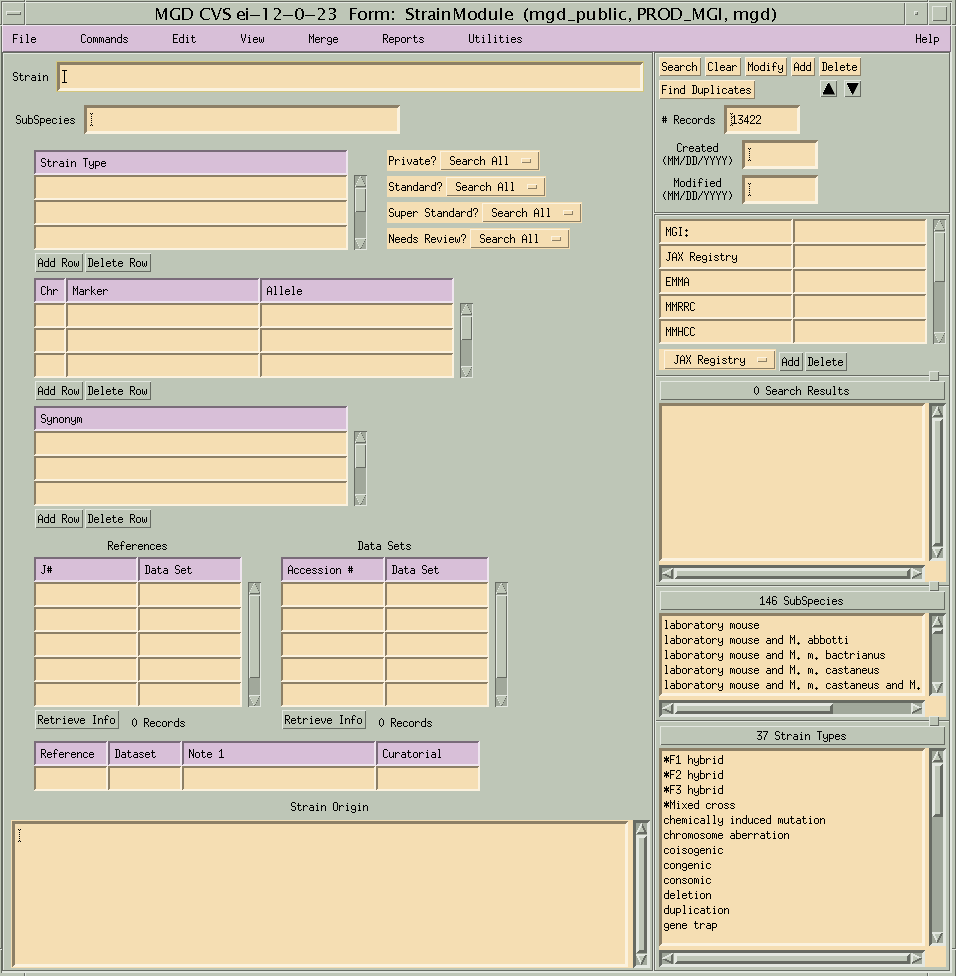 MGD CVS ei-12-0-23 Form: StrainModule (mgd_public, PROD_MGI, mgd)
File Commands Edit View Merge Reports Utilities Help
Strain
SubSpecies
Strain Type
Add Row Delete Row
Private? Search All
Standard? Search All
Super Standard? Search All
Needs Review? Search All
Chr Marker Allele
Add Row Delete Row
Synonym
Add Row Delete Row
References
J# Data Set
Retrieve Info 0 Records
Data Sets
Accession # Data Set
Retrieve Info 0 Records
Reference Dataset Note 1 Curatorial
Strain Origin
Search Clear Modify Add Delete
Find Duplicates
# Records 13422
Created
(MM/DD/YYYY)
Modified
(MM/DD/YYYY)
MGI:
JAX Registry
EMMA
MMRRC
MMHCC
JAX Registry Add Delete
0 Search Results
146 SubSpecies
laboratory mouse
laboratory mouse and M. abbotti
laboratory mouse and M. m. bactrianus
laboratory mouse and M. m. castaneus
laboratory mouse and M. m. castaneus and M.
37 Strain Types
*F1 hybrid
*F2 hybrid
*F3 hybrid
*Mixed cross
chemically induced mutation
chromosome aberration
coisogenic
congenic
consomic
deletion
duplication
gene trap